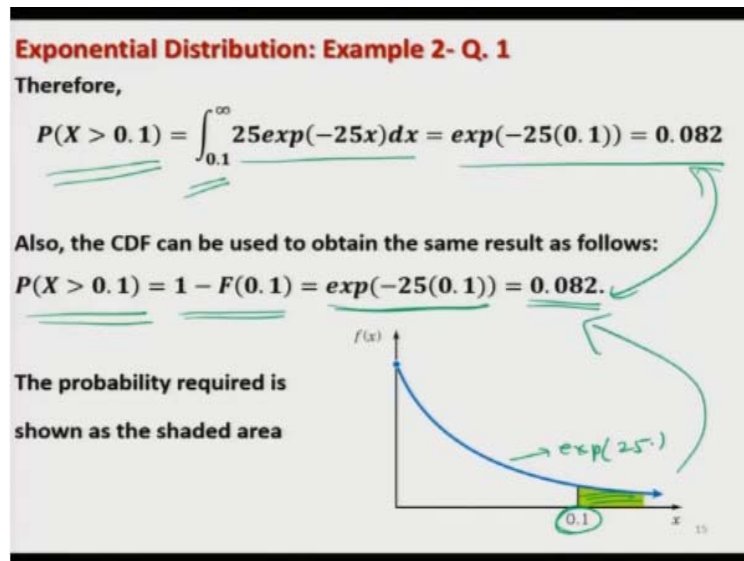 Exponential Distribution: Example 2- Q. 1
Therefore,
P(X > 0.1) = ∫_{0.1}^{∞} 25exp(−25x)dx = exp(−25(0.1)) = 0.082
Also, the CDF can be used to obtain the same result as follows:
P(X > 0.1) = 1 − F(0.1) = exp(−25(0.1)) = 0.082.
f(x)
The probability required is
shown as the shaded area
exp(25.)
0.1
x
15